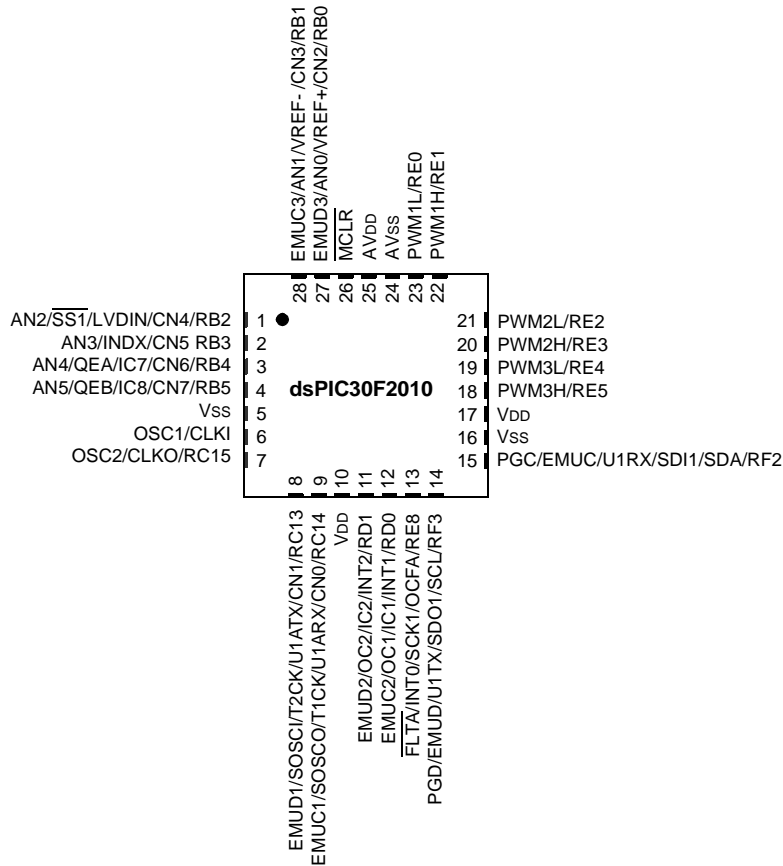 EMUC3/AN1/VREF- /CN3/RB1
EMUD3/AN0/VREF+/CN2/RB0
MCLR
AVDD
AVSS
PWM1L/RE0
PWM1H/RE1
28 27 26 25 24 23 22
AN2/SS1/LVDIN/CN4/RB2 1
AN3/INDX/CN5 RB3 2
AN4/QEA/IC7/CN6/RB4 3
AN5/QEB/IC8/CN7/RB5 4
VSS 5
OSC1/CLKI 6
OSC2/CLKO/RC15 7
dsPIC30F2010
21 PWM2L/RE2
20 PWM2H/RE3
19 PWM3L/RE4
18 PWM3H/RE5
17 VDD
16 VSS
15 PGC/EMUC/U1RX/SDI1/SDA/RF2
8 9 10 11 12 13 14
EMUD1/SOSCI/T2CK/U1ATX/CN1/RC13
EMUC1/SOSCO/T1CK/U1ARX/CN0/RC14
VDD
EMUD2/OC2/IC2/INT2/RD1
EMUC2/OC1/IC1/INT1/RD0
FLTA/INT0/SCK1/OCFA/RE8
PGD/EMUD/U1TX/SDO1/SCL/RF3